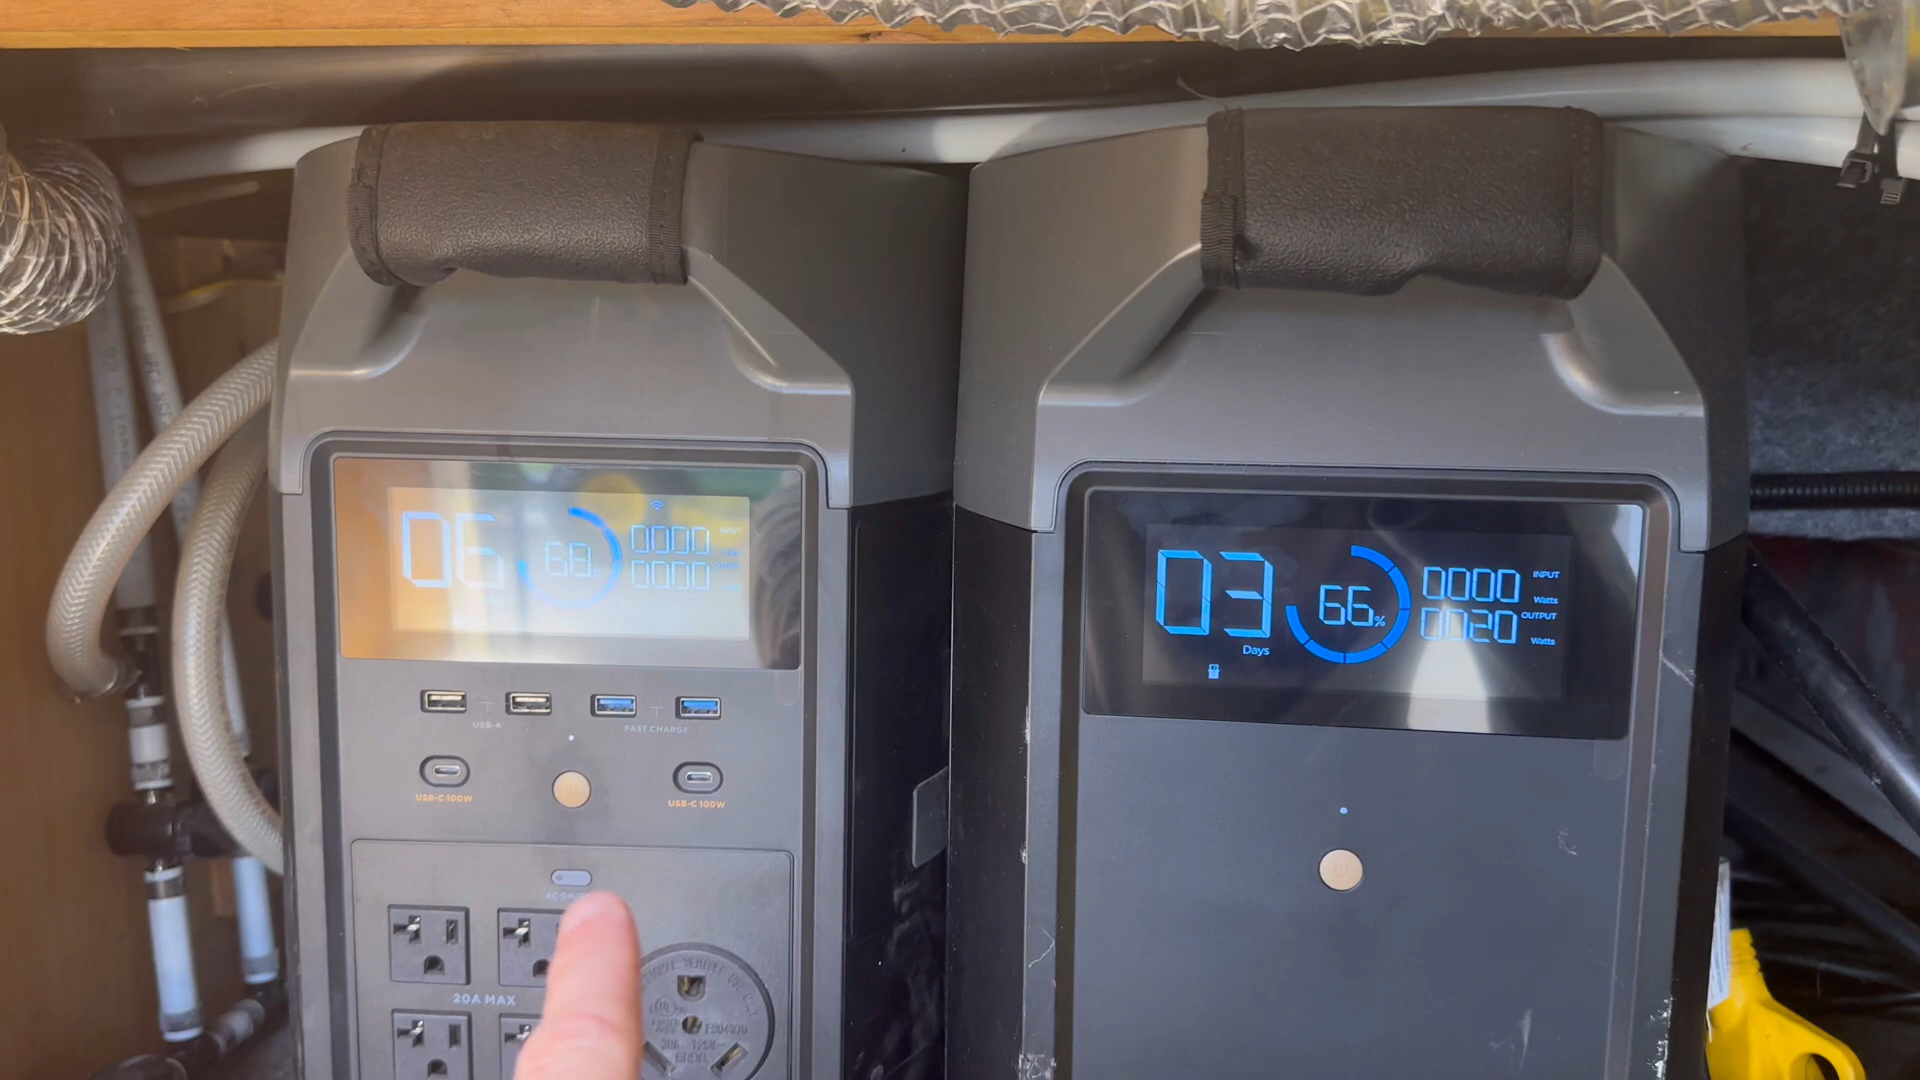 06
68
0000
INPUT
0000
03
Days
66%
0000
INPUT
Watts
0020
OUTPUT
Watts
USB-A
FAST CHARGE
USB-C 100W
USB-C 100W
20A MAX